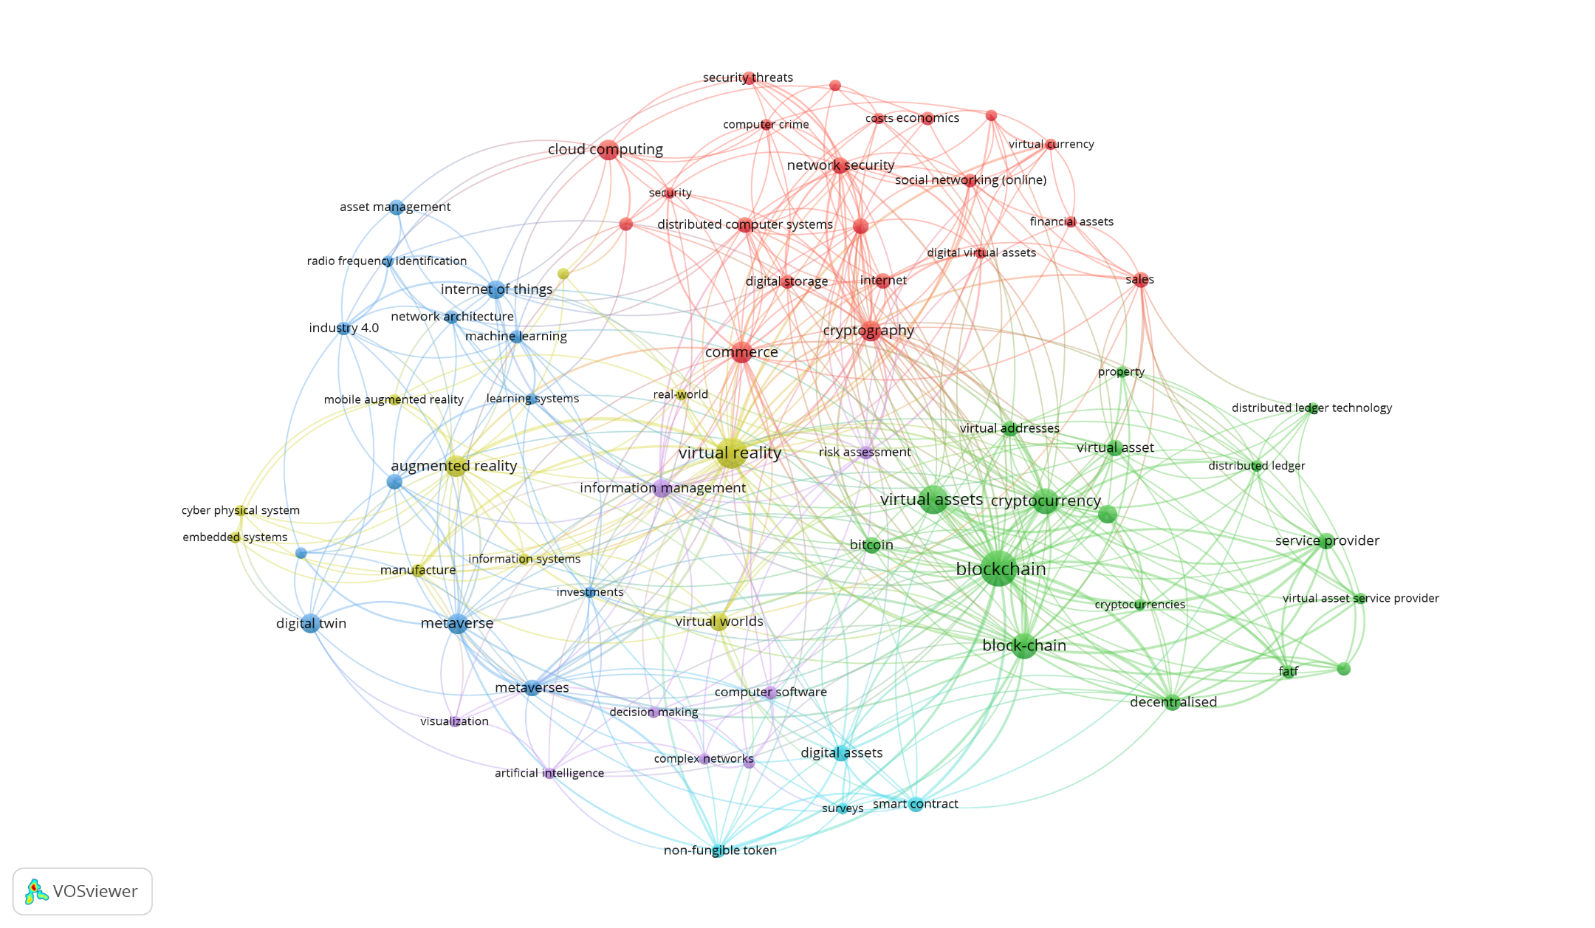 security threats
computer crime
costs
economics
virtual currency
cloud computing
network security
social networking (online)
security
asset management
distributed computer systems
financial assets
digital virtual assets
radio frequency identification
internet of things
digital storage
internet
sales
network architecture
industry 4.0
machine learning
cryptography
commerce
property
mobile augmented reality
learning systems
real-world
distributed ledger technology
virtual addresses
virtual asset
virtual reality
risk assessment
augmented reality
distributed ledger
information management
virtual assets
cryptocurrency
cyber physical system
embedded systems
bitcoin
service provider
information systems
manufacture
blockchain
investments
virtual asset service provider
cryptocurrencies
digital twin
metaverse
virtual worlds
block-chain
fatf
metaverses
computer software
decentralised
decision making
visualization
digital assets
complex networks
artificial intelligence
surveys
smart contract
non-fungible token
VOSviewer